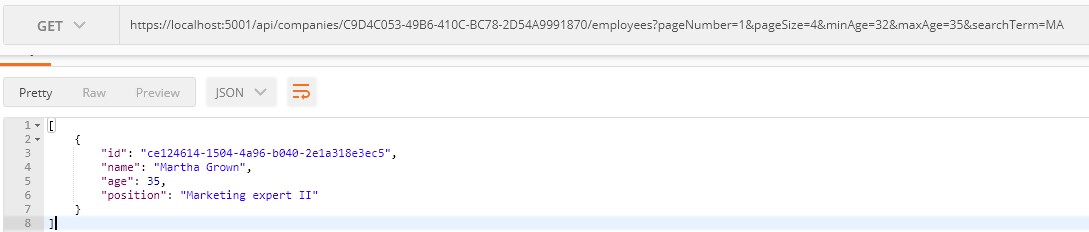 GET https://localhost:5001/api/companies/C9D4C053-49B6-410C-BC78-2D54A9991870/employees?pageNumber=1&pageSize=4&minAge=32&maxAge=35&searchTerm=MA
Pretty Raw Preview JSON
1 [
2 {
3 "id": "ce124614-1504-4a96-b040-2e1a318e3ec5",
4 "name": "Martha Grown",
5 "age": 35,
6 "position": "Marketing expert II"
7 }
8 ]